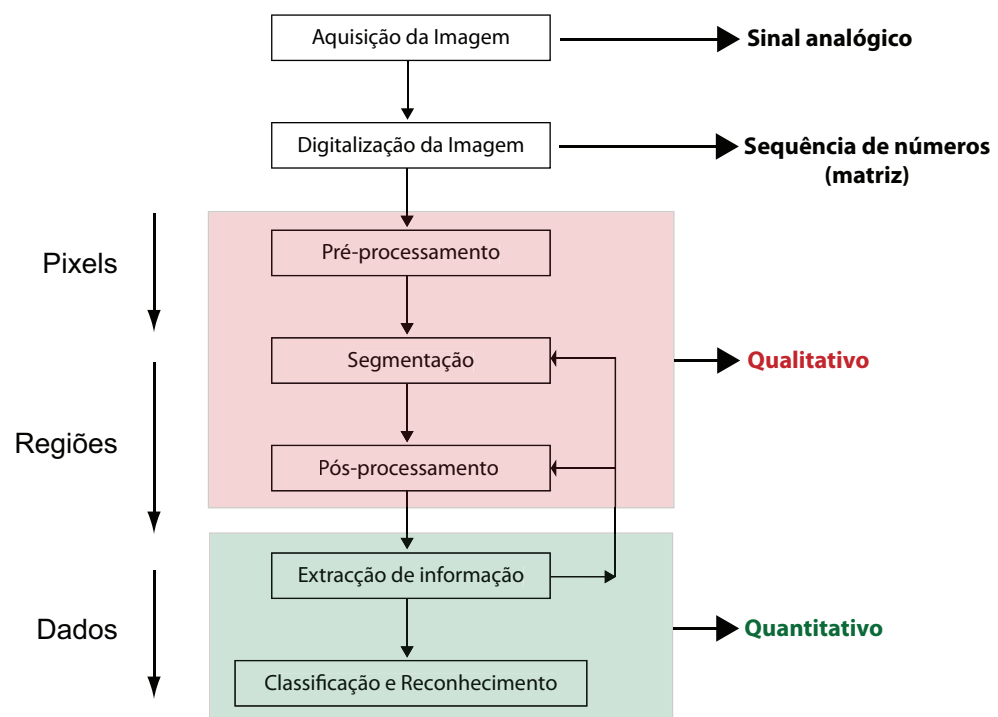 Aquisição da Imagem
Sinal analógico
Digitalização da Imagem
Sequência de números
(matriz)
Pré-processamento
Pixels
Segmentação
Qualitativo
Regiões
Pós-processamento
Extracção de informação
Dados
Quantitativo
Classificação e Reconhecimento